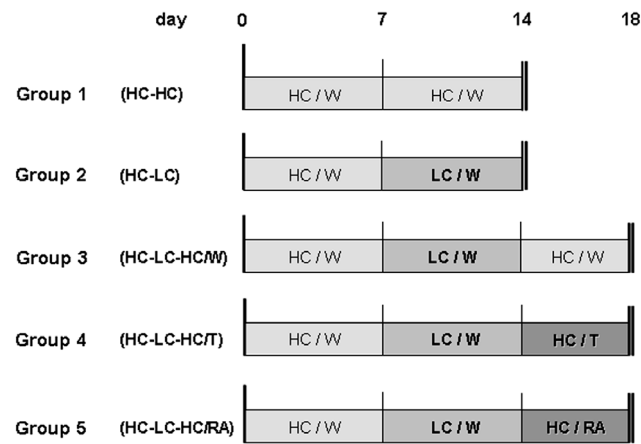 day 0 7 14 18
Group 1 (HC-HC) HC / W HC / W
Group 2 (HC-LC) HC / W LC / W
Group 3 (HC-LC-HC/W) HC / W LC / W HC / W
Group 4 (HC-LC-HC/T) HC / W LC / W HC / T
Group 5 (HC-LC-HC/RA) HC / W LC / W HC / RA